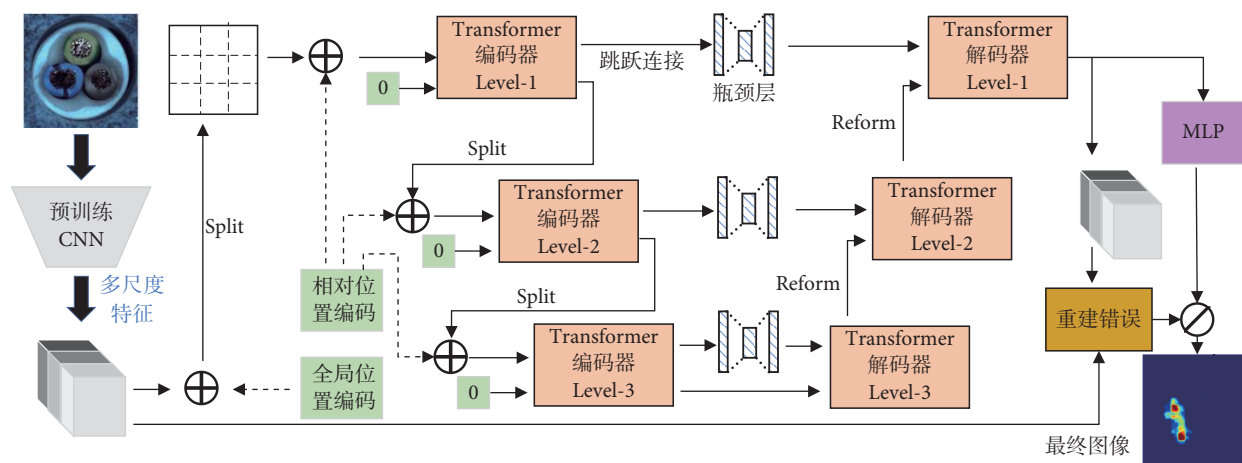 Transformer
编码器
Level-1
0
跳跃连接
瓶颈层
Transformer
解码器
Level-1
MLP
Reform
Split
Split
预训练
CNN
多尺度
特征
Transformer
编码器
Level-2
0
Transformer
解码器
Level-2
相对位
置编码
Split
Reform
重建错误
Transformer
编码器
Level-3
0
Transformer
解码器
Level-3
全局位
置编码
最终图像